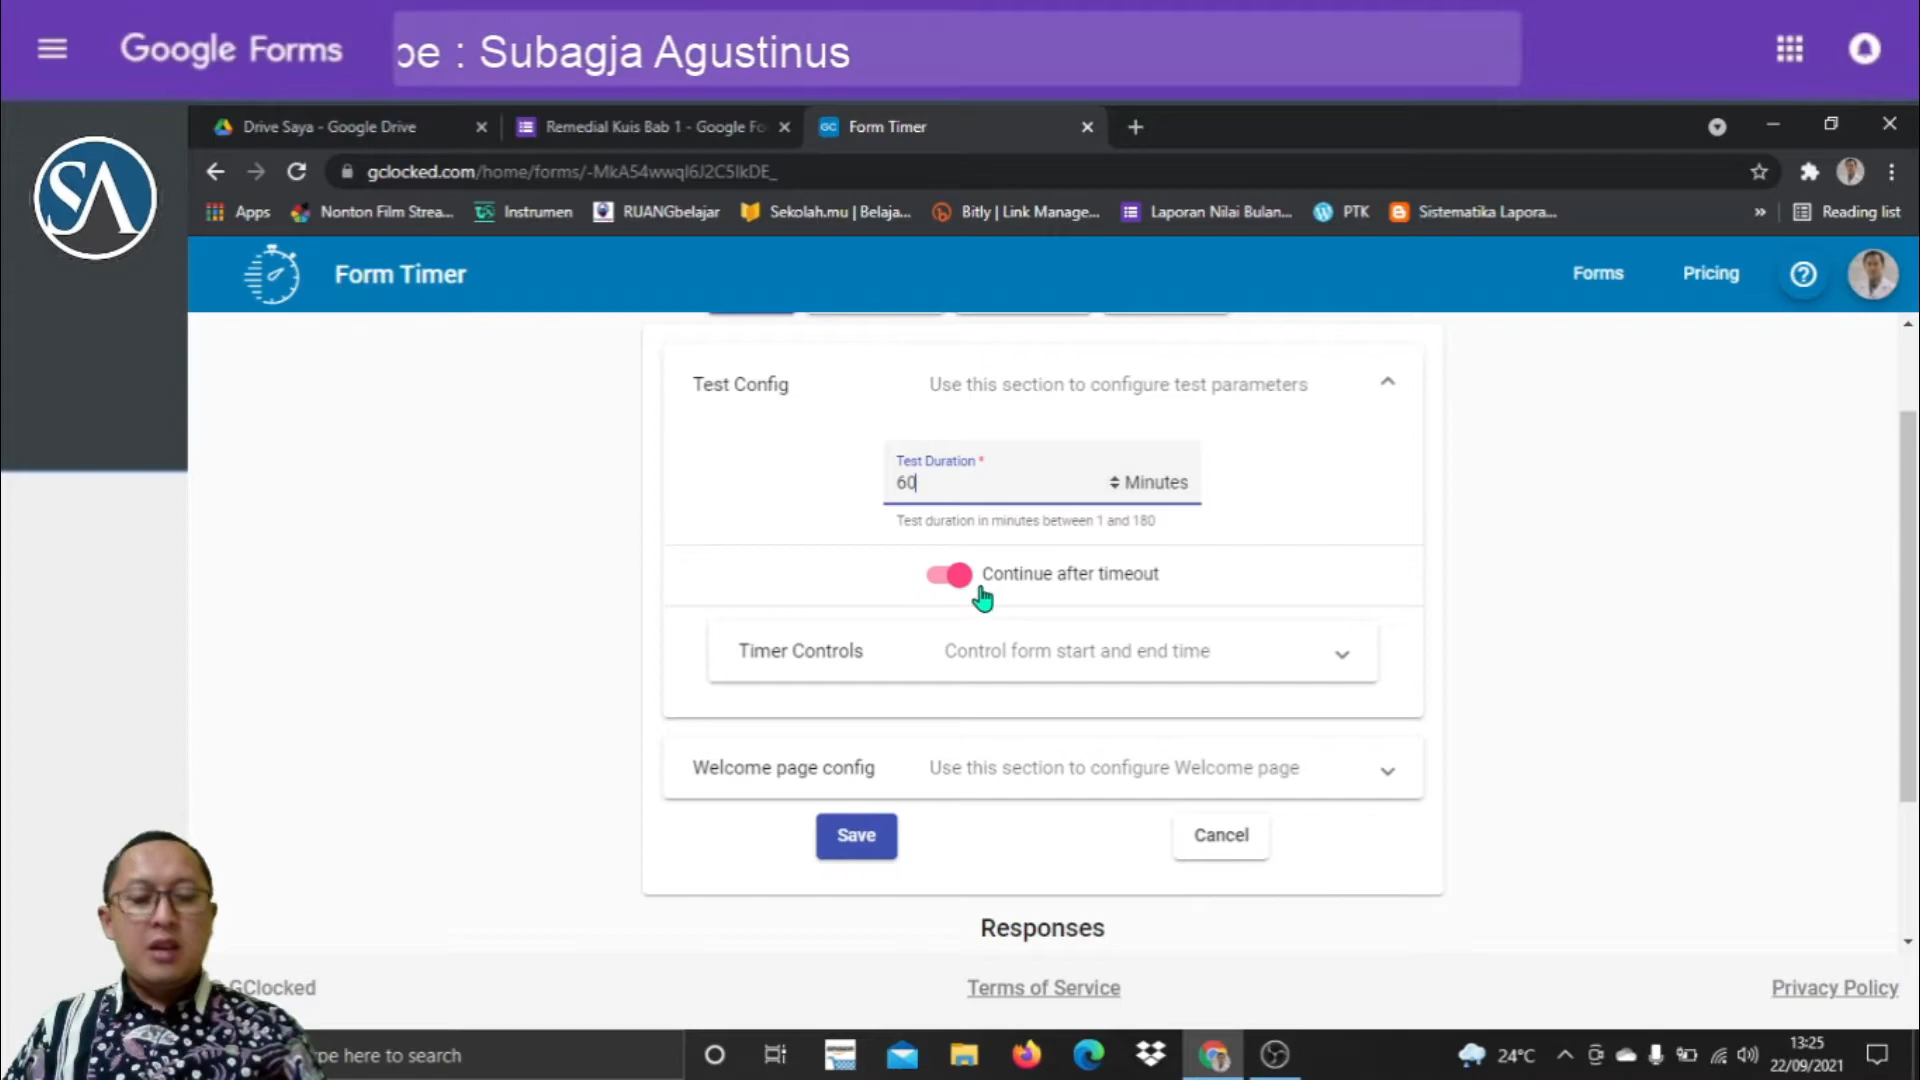 Google Forms
pe : Subagja Agustinus
SA
Drive Saya - Google Drive
Remedial Kuis Bab 1 - Google Fo
GC Form Timer
gclocked.com/home/forms/-MkA54wwqI6J2C5IkDE_
Apps
Nonton Film Strea...
Instrumen
RUANGbelajar
Sekolah.mu | Belaja...
Bitly | Link Manage...
Laporan Nilai Bulan...
PTK
Sistematika Lapora...
»
Reading list
Form Timer
Forms
Pricing
Test Config
Use this section to configure test parameters
Test Duration *
60
Minutes
Test duration in minutes between 1 and 180
Continue after timeout
Timer Controls
Control form start and end time
Welcome page config
Use this section to configure Welcome page
Save
Cancel
Responses
GClocked
Terms of Service
Privacy Policy
pe here to search
24°C
13:25
22/09/2021